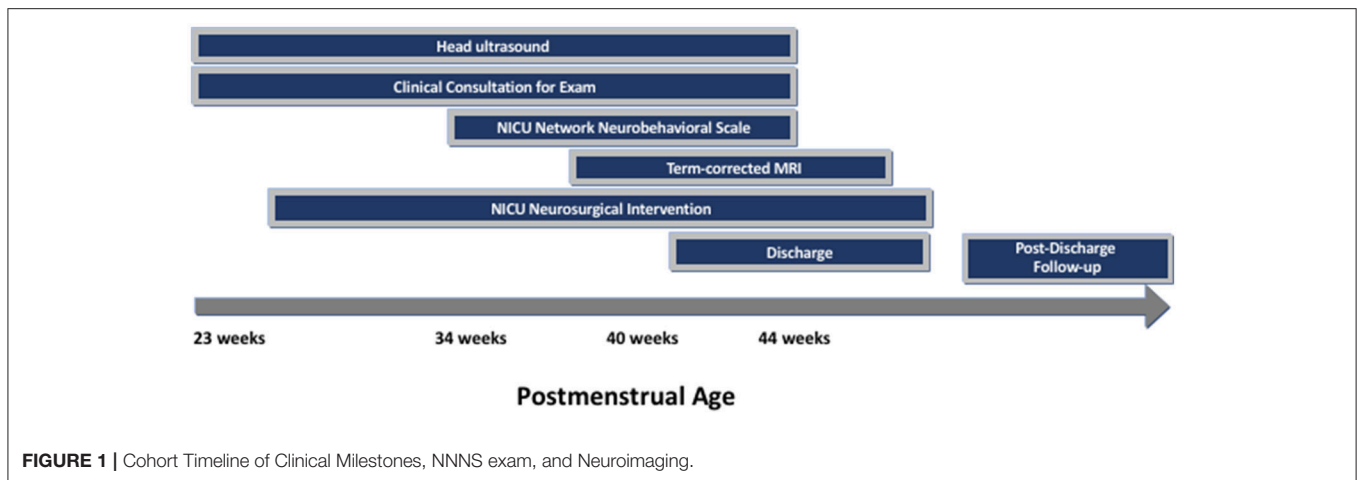 Head ultrasound
Clinical Consultation for Exam
NICU Network Neurobehavioral Scale
Term-corrected MRI
NICU Neurosurgical Intervention
Discharge
Post-Discharge
Follow-up
23 weeks
34 weeks
40 weeks
44 weeks
Postmenstrual Age
FIGURE 1 | Cohort Timeline of Clinical Milestones, NNNS exam, and Neuroimaging.